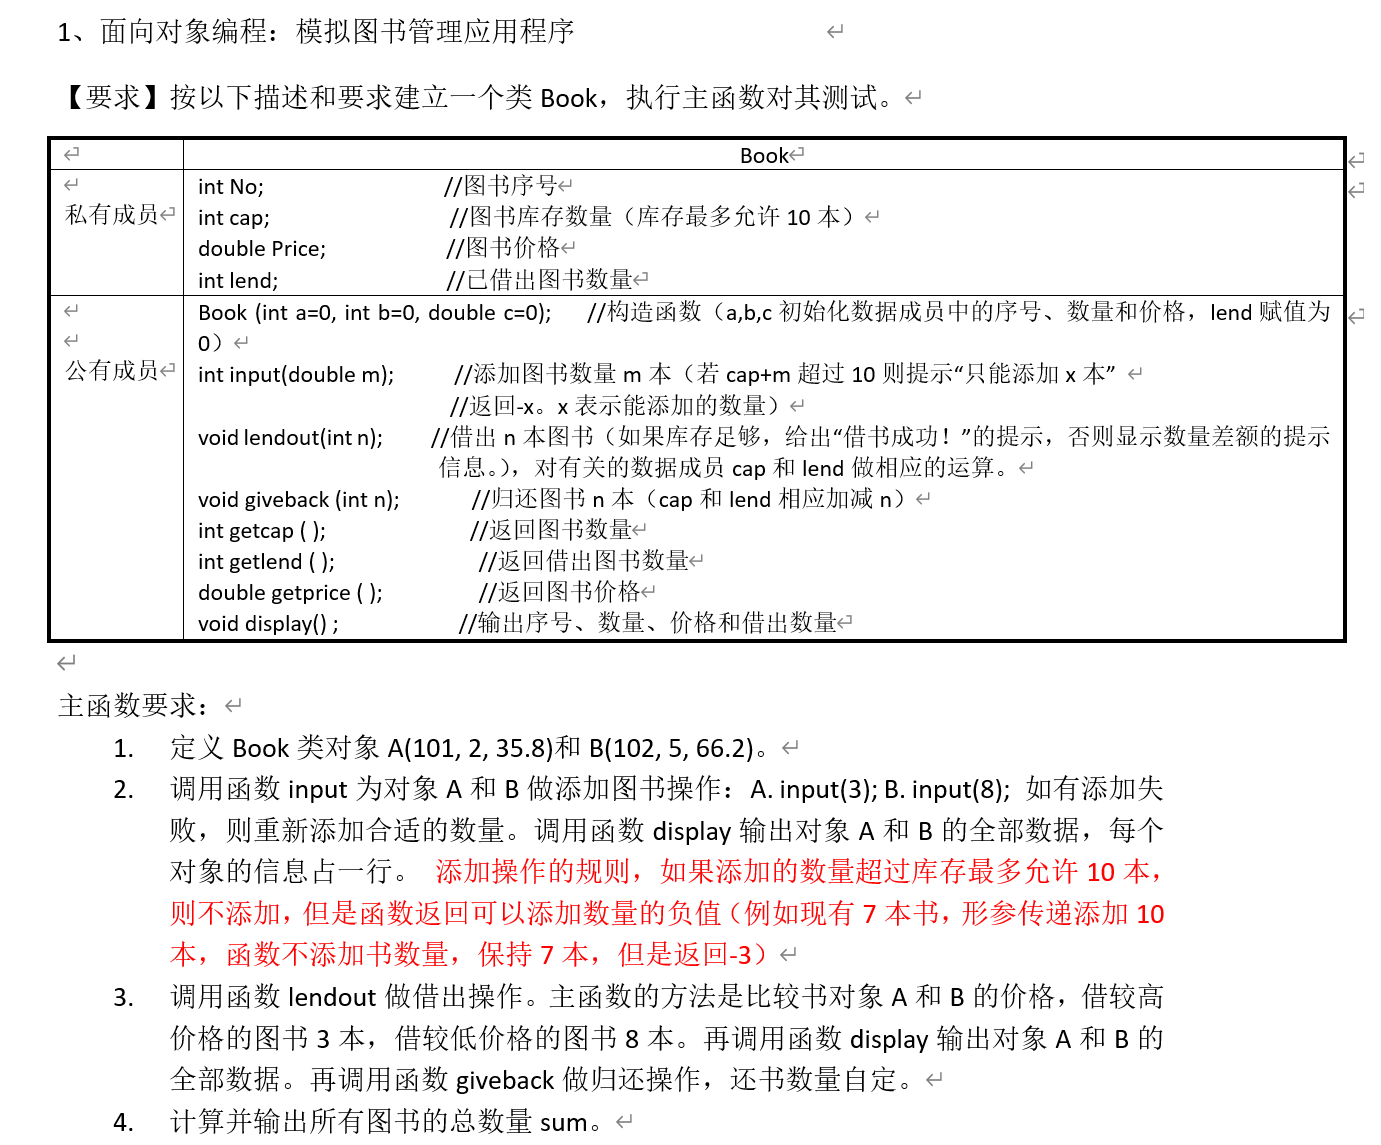 1、面向对象编程：模拟图书管理应用程序
【要求】按以下描述和要求建立一个类 Book，执行主函数对其测试。
Book
私有成员
int No; //图书序号
int cap; //图书库存数量（库存最多允许 10 本）
double Price; //图书价格
int lend; //已借出图书数量
公有成员
Book (int a=0, int b=0, double c=0); //构造函数（a,b,c 初始化数据成员中的序号、数量和价格，lend 赋值为
0）
int input(double m); //添加图书数量 m 本（若 cap+m 超过 10 则提示“只能添加 x 本”
//返回-x。x 表示能添加的数量）
void lendout(int n); //借出 n 本图书（如果库存足够，给出“借书成功！”的提示，否则显示数量差额的提示
信息。），对有关的数据成员 cap 和 lend 做相应的运算。
void giveback (int n); //归还图书 n 本（cap 和 lend 相应加减 n）
int getcap ( ); //返回图书数量
int getlend ( ); //返回借出图书数量
double getprice ( ); //返回图书价格
void display() ; //输出序号、数量、价格和借出数量
主函数要求：
1. 定义 Book 类对象 A(101, 2, 35.8)和 B(102, 5, 66.2)。
2. 调用函数 input 为对象 A 和 B 做添加图书操作：A. input(3); B. input(8); 如有添加失
败，则重新添加合适的数量。调用函数 display 输出对象 A 和 B 的全部数据，每个
对象的信息占一行。 添加操作的规则，如果添加的数量超过库存最多允许 10 本，
则不添加，但是函数返回可以添加数量的负值（例如现有 7 本书，形参传递添加 10
本，函数不添加书数量，保持 7 本，但是返回-3）
3. 调用函数 lendout 做借出操作。主函数的方法是比较书对象 A 和 B 的价格，借较高
价格的图书 3 本，借较低价格的图书 8 本。再调用函数 display 输出对象 A 和 B 的
全部数据。再调用函数 giveback 做归还操作，还书数量自定。
4. 计算并输出所有图书的总数量 sum。